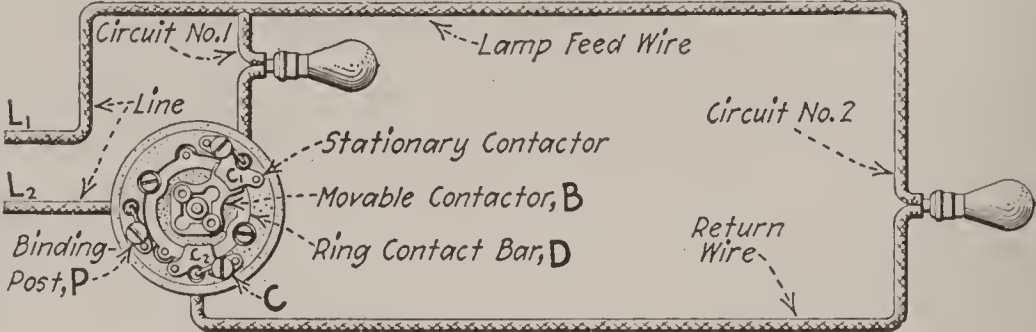 Circuit No.1
Lamp Feed Wire
L1
Line
Circuit No.2
Stationary Contactor
C1
L2
Movable Contactor, B
Return
Wire
Binding
Post, P
Ring Contact Bar, D
C2
C